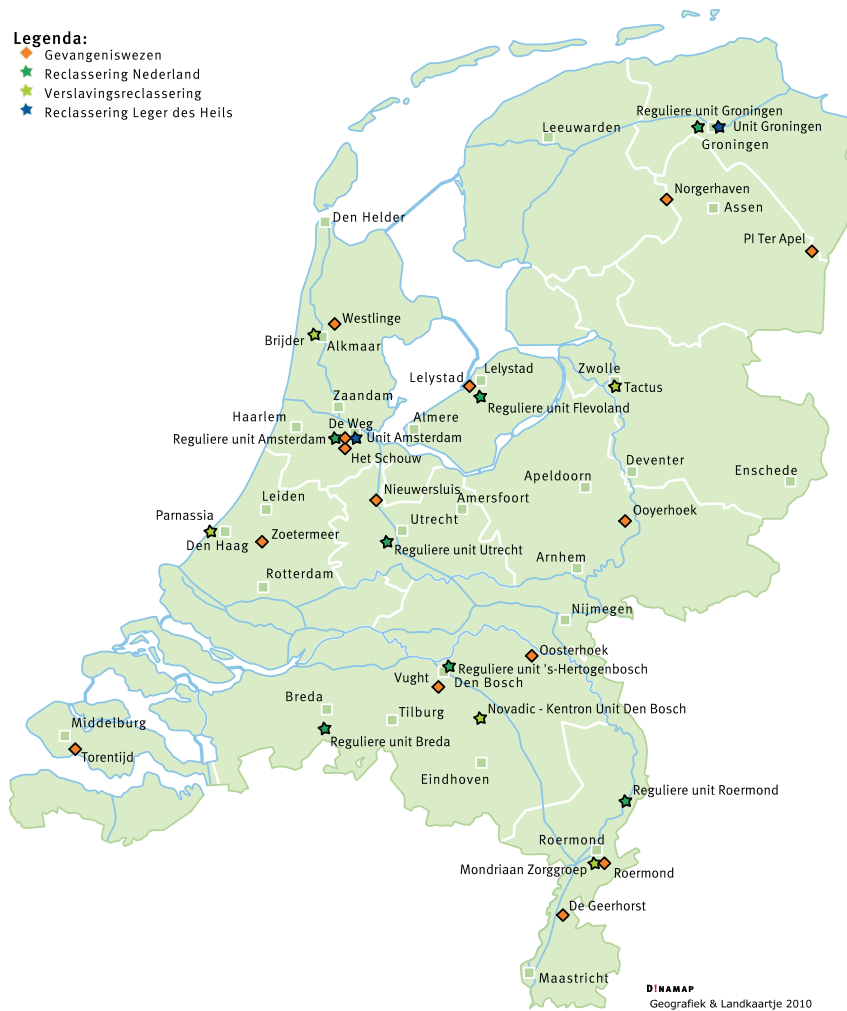 Legenda:
Gevangeniswezen
Reclassering Nederland
Verslavingsreclassering
Reclassering Leger des Heils
Reguliere unit Groningen
Leeuwarden
Unit Groningen
Groningen
Norgerhaven
Assen
Den Helder
PI Ter Apel
Westlinge
Brijder
Alkmaar
Lelystad
Zwolle
Lelystad
Tactus
Zaandam
Reguliere unit Flevoland
Haarlem
Almere
De Weg
Reguliere unit Amsterdam
Unit Amsterdam
Het Schouw
Deventer
Enschede
Apeldoorn
Nieuwersluis
Amersfoort
Leiden
Ooyerhoek
Parnassia
Utrecht
Zoetermeer
Den Haag
Reguliere unit Utrecht
Arnhem
Rotterdam
Nijmegen
Oosterhoek
Reguliere unit 's-Hertogenbosch
Vught
Den Bosch
Breda
Novadic - Kentron Unit Den Bosch
Tilburg
Middelburg
Reguliere unit Breda
Torentijd
Eindhoven
Reguliere unit Roermond
Roermond
Mondriaan Zorggroep
Roermond
De Geerhorst
Maastricht
D!NAMAP
Geografiek & Landkaartje 2010